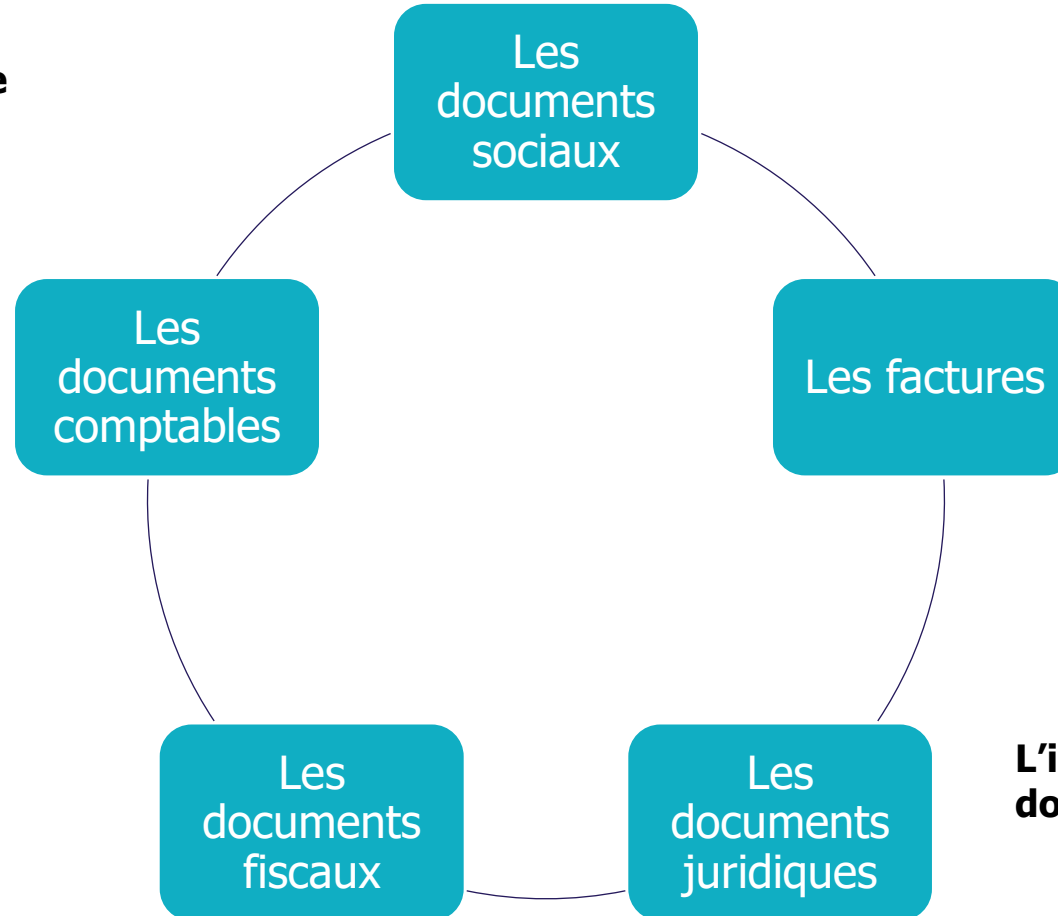 Les
documents
sociaux
Les
documents
comptables
Les factures
Les
documents
fiscaux
Les
documents
juridiques